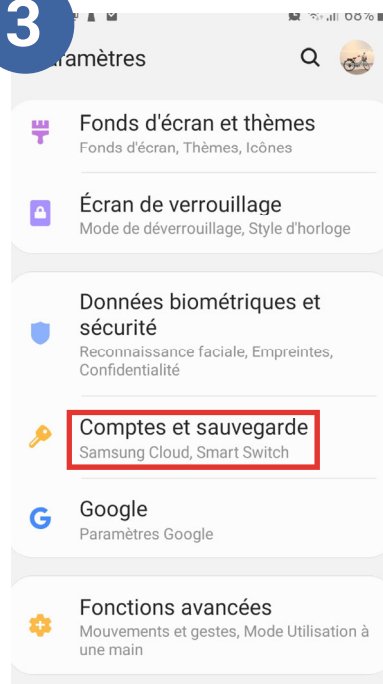 3
68%
Paramètres
Fonds d'écran et thèmes
Fonds d'écran, Thèmes, Icônes
Écran de verrouillage
Mode de déverrouillage, Style d'horloge
Données biométriques et
sécurité
Reconnaissance faciale, Empreintes,
Confidentialité
Comptes et sauvegarde
Samsung Cloud, Smart Switch
G
Google
Paramètres Google
Fonctions avancées
Mouvements et gestes, Mode Utilisation à
une main